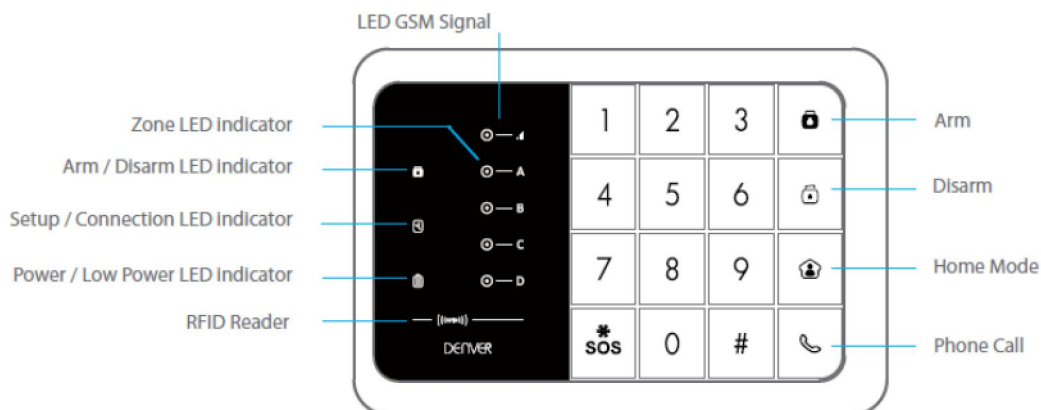 LED GSM Signal
Zone LED indicator
Arm / Disarm LED indicator
Setup / Connection LED indicator
Power / Low Power LED indicator
RFID Reader
A
B
C
D
DENVER
1 2 3
4 5 6
7 8 9
* SOS 0 #
Arm
Disarm
Home Mode
Phone Call